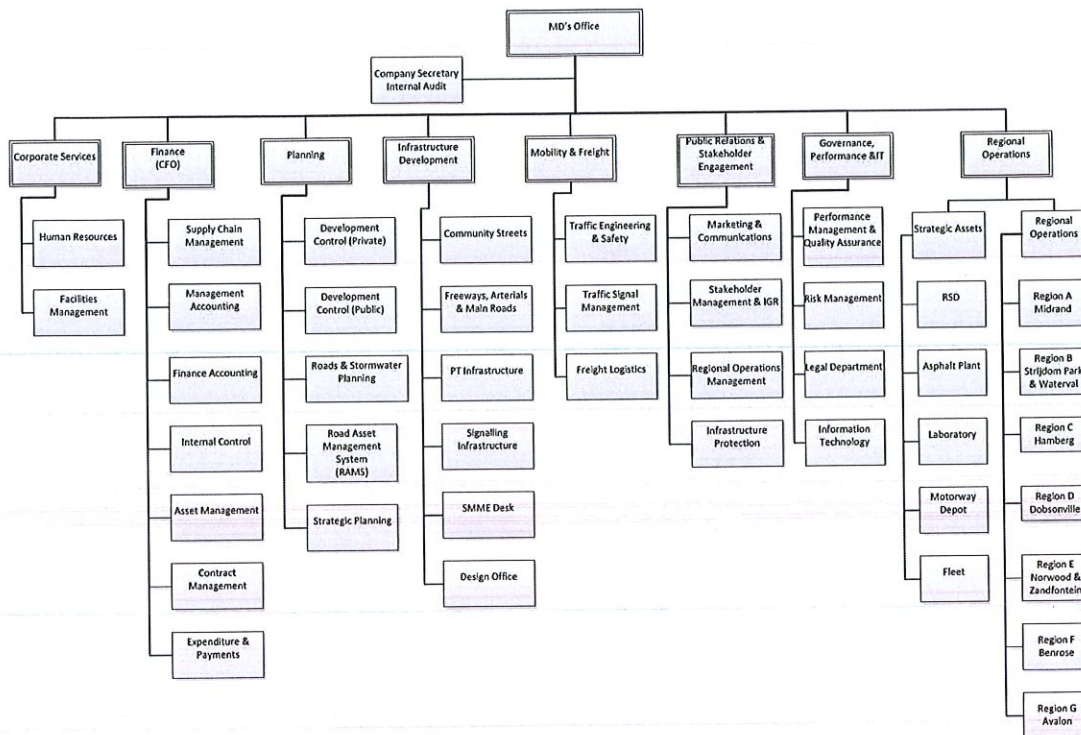 MD's Office
Company Secretary
Internal Audit
Corporate Services
Finance
(CFO)
Planning
Infrastructure
Development
Mobility & Freight
Public Relations &
Stakeholder
Engagement
Governance,
Performance &IT
Regional
Operations
Human Resources
Facilities
Management
Supply Chain
Management
Management
Accounting
Finance Accounting
Internal Control
Asset Management
Contract
Management
Expenditure &
Payments
Development
Control (Private)
Development
Control (Public)
Roads & Stormwater
Planning
Road Asset
Management
System
(RAMS)
Strategic Planning
Community Streets
Freeways, Arterials
& Main Roads
PT Infrastructure
Signalling
Infrastructure
SMME Desk
Design Office
Traffic Engineering
& Safety
Traffic Signal
Management
Freight Logistics
Marketing &
Communications
Stakeholder
Management & IGR
Regional Operations
Management
Infrastructure
Protection
Performance
Management &
Quality Assurance
Risk Management
Legal Department
Information
Technology
Strategic Assets
RSD
Asphalt Plant
Laboratory
Motorway
Depot
Fleet
Regional
Operations
Region A
Midrand
Region B
Strijdom Park
& Waterval
Region C
Hamberg
Region D
Dobsonville
Region E
Norwood &
Zandfontein
Region F
Benrose
Region G
Avalon